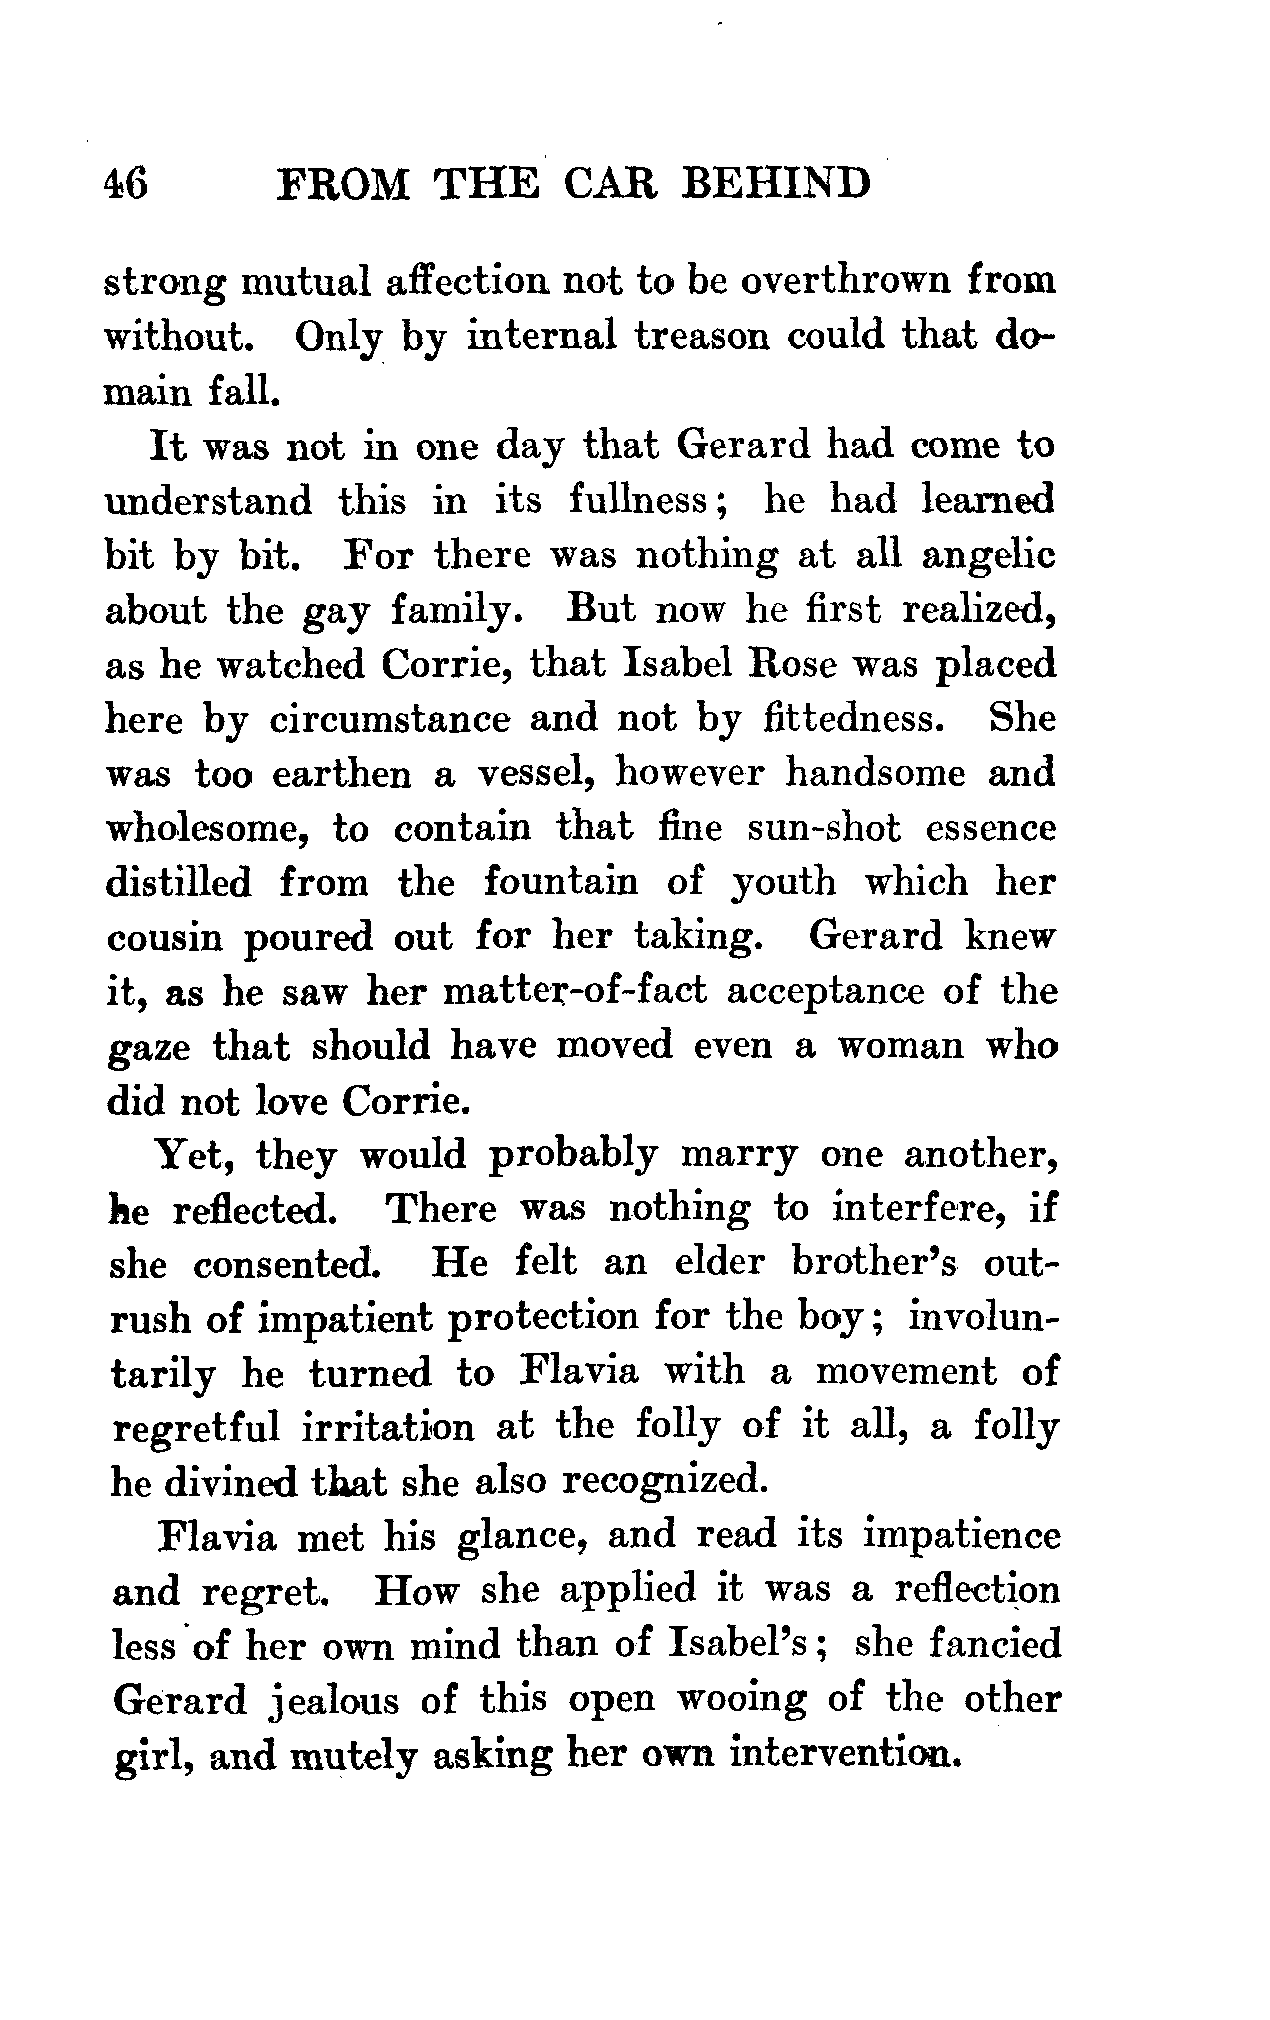 46 FROM THE CAR BEHIND
strong mutual affection not to be overthrown from
without. Only by internal treason could that do-
main fall.
It was not in one day that Gerard had come to
understand this in its fullness; he had learned
bit by bit. For there was nothing at all angelic
about the gay family. But now he first realized,
as he watched Corrie, that Isabel Rose was placed
here by circumstance and not by fittedness. She
was too earthen a vessel, however handsome and
wholesome, to contain that fine sun-shot essence
distilled from the fountain of youth which her
cousin poured out for her taking. Gerard knew
it, as he saw her matter-of-fact acceptance of the
gaze that should have moved even a woman who
did not love Corrie.
Yet, they would probably marry one another,
he reflected. There was nothing to interfere, if
she consented. He felt an elder brother's out-
rush of impatient protection for the boy; involun-
tarily he turned to Flavia with a movement of
regretful irritation at the folly of it all, a folly
he divined that she also recognized.
Flavia met his glance, and read its impatience
and regret. How she applied it was a reflection
less of her own mind than of Isabel's; she fancied
Gerard jealous of this open wooing of the other
girl, and mutely asking her own intervention.